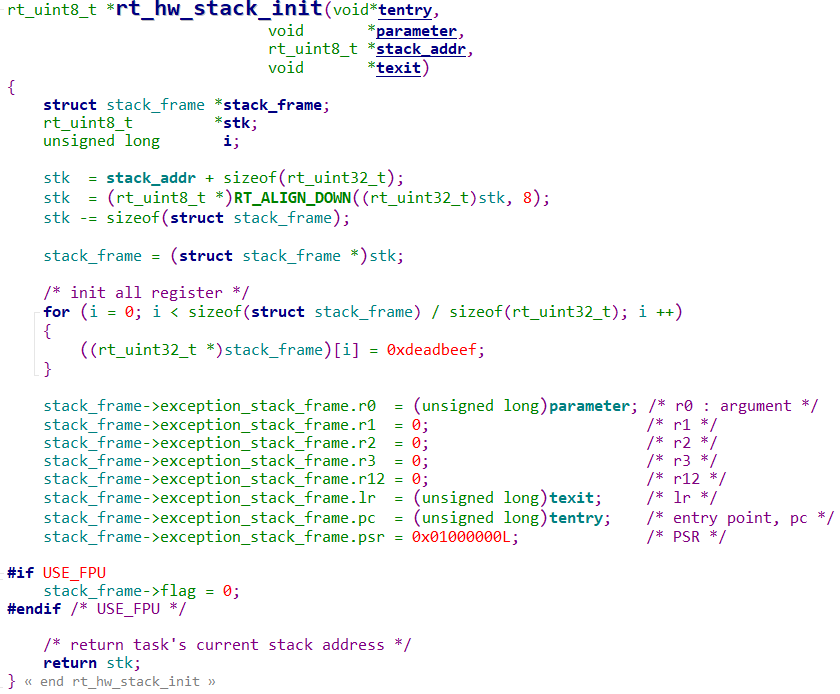 rt_uint8_t *rt_hw_stack_init(void*tentry,
                             void       *parameter,
                             rt_uint8_t *stack_addr,
                             void       *texit)
{
    struct stack_frame *stack_frame;
    rt_uint8_t         *stk;
    unsigned long       i;

    stk  = stack_addr + sizeof(rt_uint32_t);
    stk  = (rt_uint8_t *)RT_ALIGN_DOWN((rt_uint32_t)stk, 8);
    stk -= sizeof(struct stack_frame);

    stack_frame = (struct stack_frame *)stk;

    /* init all register */
    for (i = 0; i < sizeof(struct stack_frame) / sizeof(rt_uint32_t); i ++)
    {
        ((rt_uint32_t *)stack_frame)[i] = 0xdeadbeef;
    }

    stack_frame->exception_stack_frame.r0  = (unsigned long)parameter; /* r0 : argument */
    stack_frame->exception_stack_frame.r1  = 0;                        /* r1 */
    stack_frame->exception_stack_frame.r2  = 0;                        /* r2 */
    stack_frame->exception_stack_frame.r3  = 0;                        /* r3 */
    stack_frame->exception_stack_frame.r12 = 0;                        /* r12 */
    stack_frame->exception_stack_frame.lr  = (unsigned long)texit;     /* lr */
    stack_frame->exception_stack_frame.pc  = (unsigned long)tentry;    /* entry point, pc */
    stack_frame->exception_stack_frame.psr = 0x01000000L;              /* PSR */

#if USE_FPU
    stack_frame->flag = 0;
#endif /* USE_FPU */

    /* return task's current stack address */
    return stk;
} « end rt_hw_stack_init »